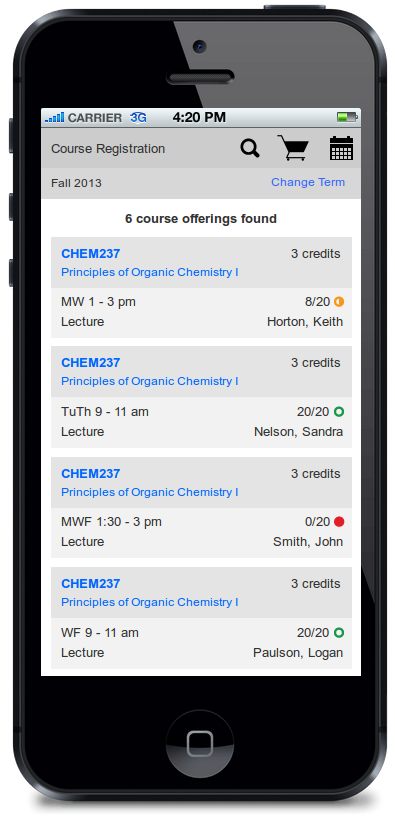 CARRIER 3G 4:20 PM
Course Registration
Fall 2013 Change Term
6 course offerings found
CHEM237 3 credits
Principles of Organic Chemistry I
MW 1 - 3 pm 8/20
Lecture Horton, Keith
CHEM237 3 credits
Principles of Organic Chemistry I
TuTh 9 - 11 am 20/20
Lecture Nelson, Sandra
CHEM237 3 credits
Principles of Organic Chemistry I
MWF 1:30 - 3 pm 0/20
Lecture Smith, John
CHEM237 3 credits
Principles of Organic Chemistry I
WF 9 - 11 am 20/20
Lecture Paulson, Logan